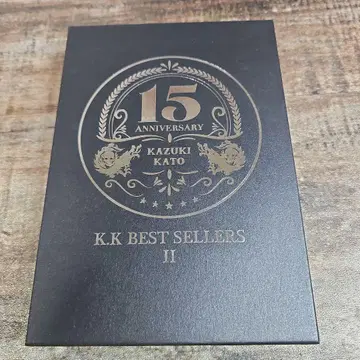 15
ANNIVERSARY
KAZUKI
KATO
K.K BEST SELLERS
II